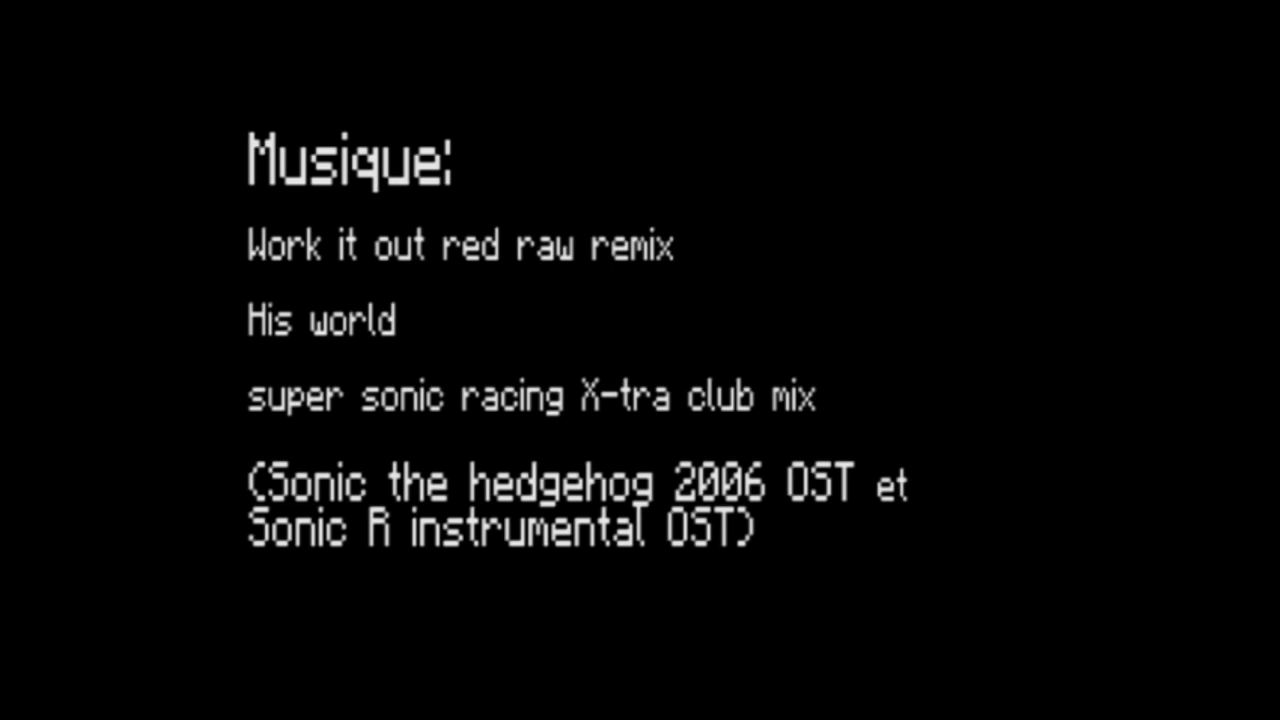 Musique:
Work it out red raw remix
His world
super sonic racing X-tra club mix
(Sonic the hedgehog 2006 OST et
Sonic R instrumental OST)